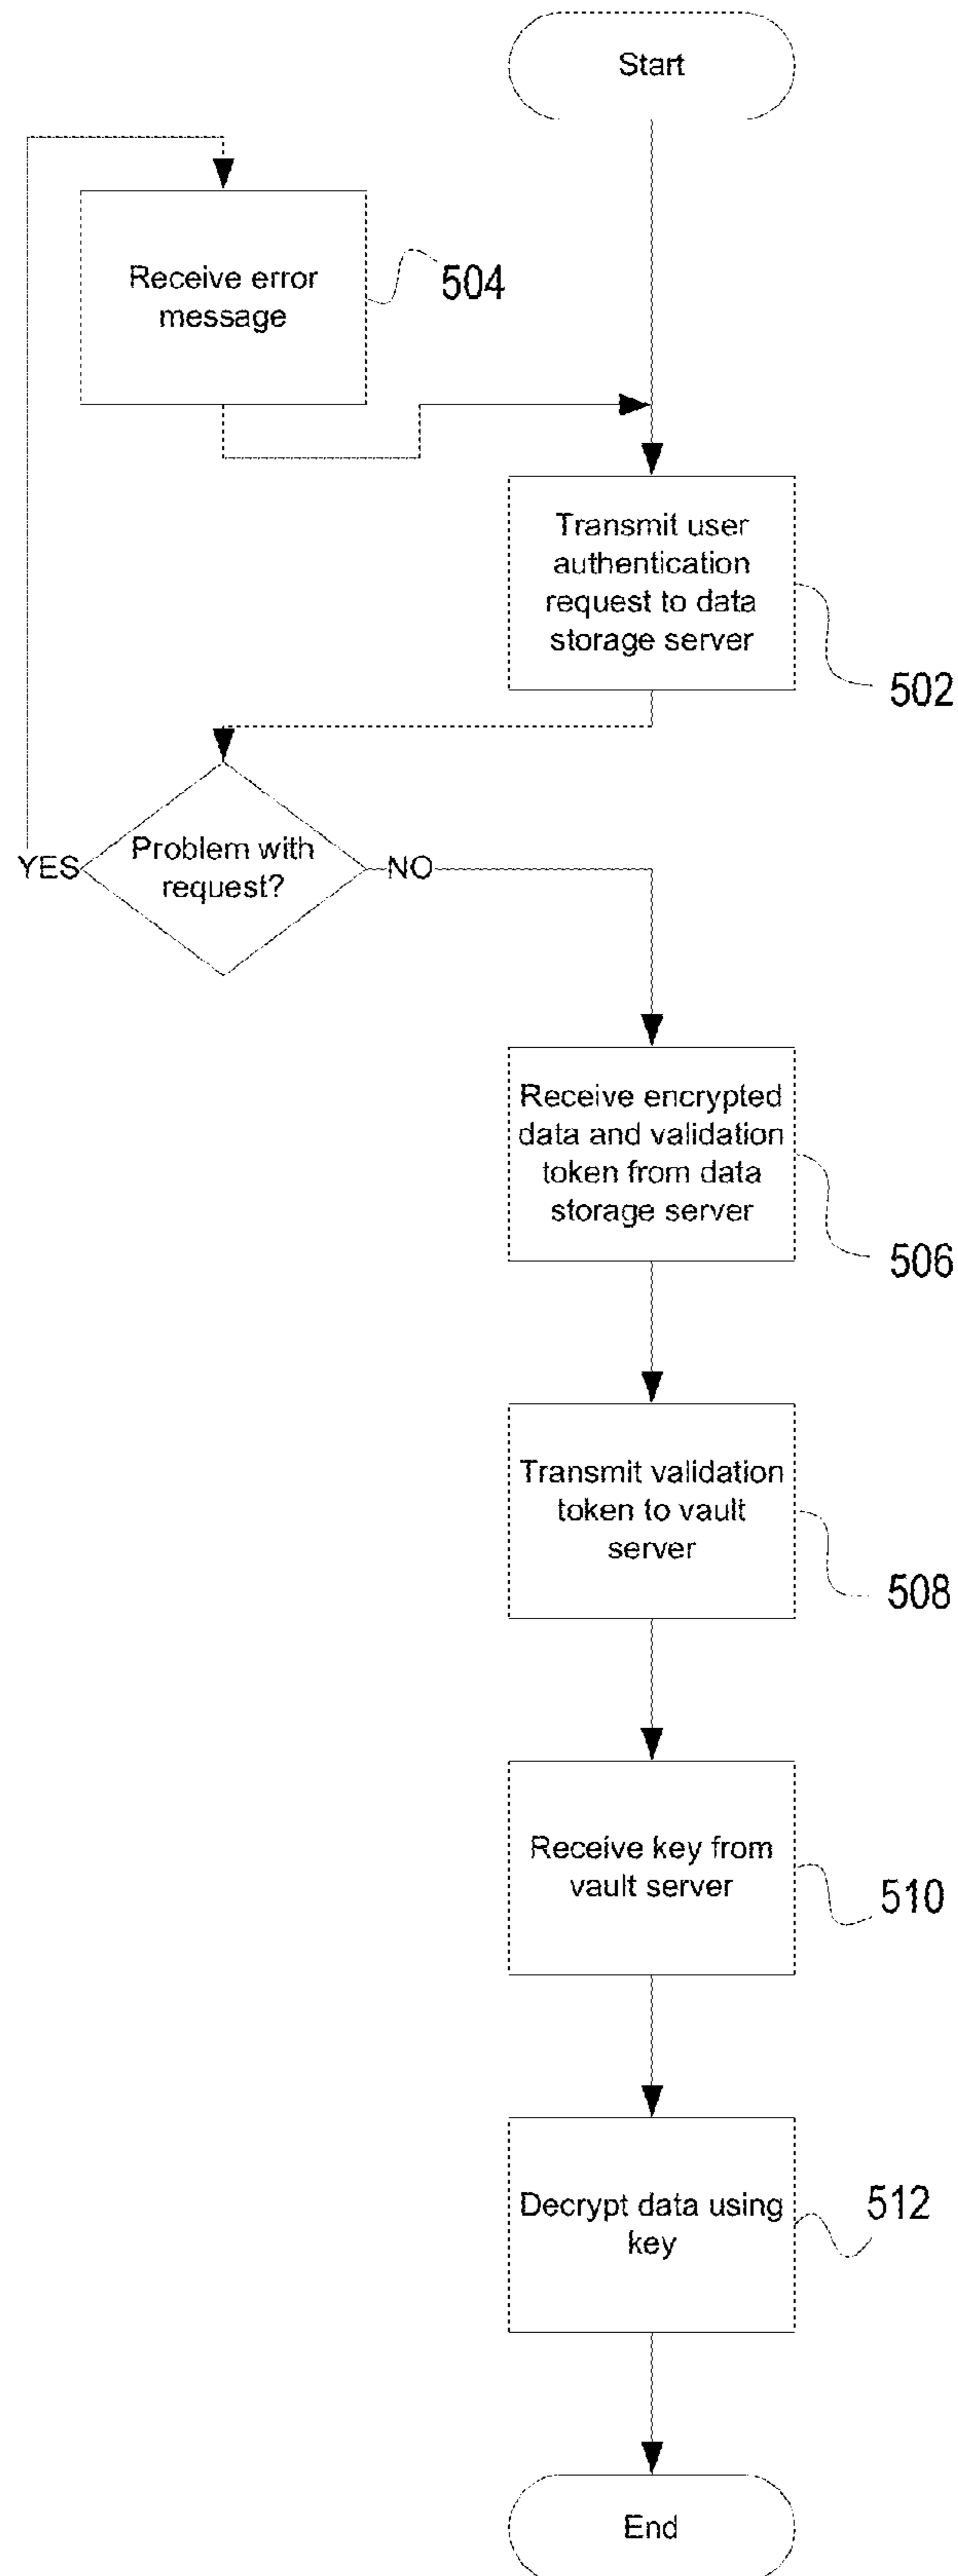 Start
Receive error
message
504
Transmit user
authentication
request to data
storage server
502
Problem with
request?
YES
NO
Receive encrypted
data and validation
token from data
storage server
506
Transmit validation
token to vault
server
508
Receive key from
vault server
510
Decrypt data using
key
512
End